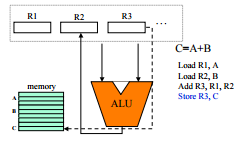 R1 R2 R3 ...
C=A+B
Load R1, A
Load R2, B
Add R3, R1, R2
Store R3, C
memory
A
B
C
ALU